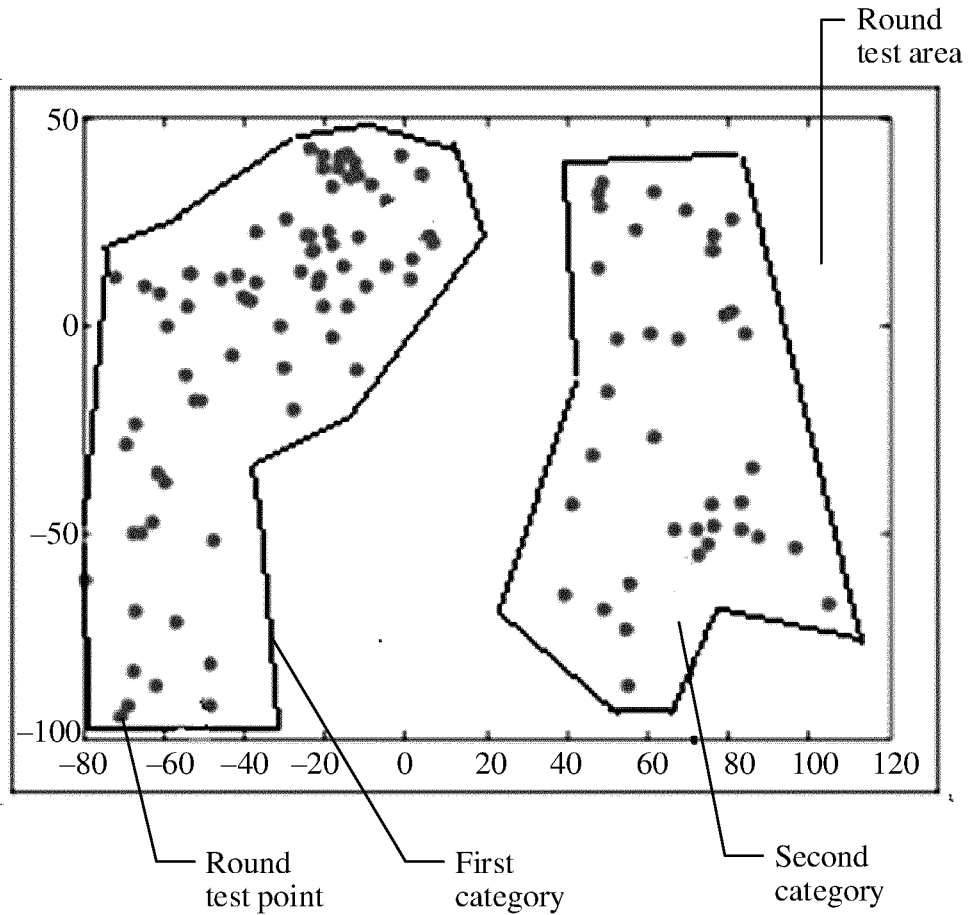 Round
test area
50
0
–50
–100
–80 –60 –40 –20 0 20 40 60 80 100 120
Round
test point
First
category
Second
category